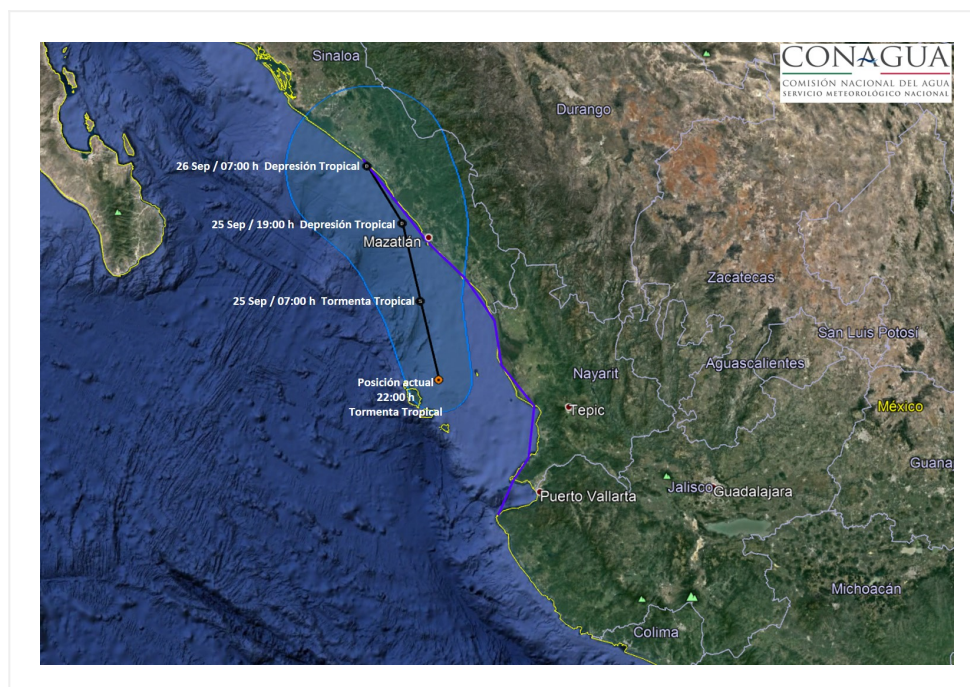 CONAGUA
COMISIÓN NACIONAL DEL AGUA
SERVICIO METEOROLÓGICO NACIONAL
Sinaloa
Durango
26 Sep / 07:00 h Depresión Tropical
25 Sep / 19:00 h Depresión Tropical
Mazatlán
Zacatecas
25 Sep / 07:00 h Tormenta Tropical
San Luis Potosí
Aguascalientes
Nayarit
Posición actual
22:00 h
Tormenta Tropical
Tepic
México
Guana
Jalisco
Guadalajara
Puerto Vallarta
Michoacán
Colima